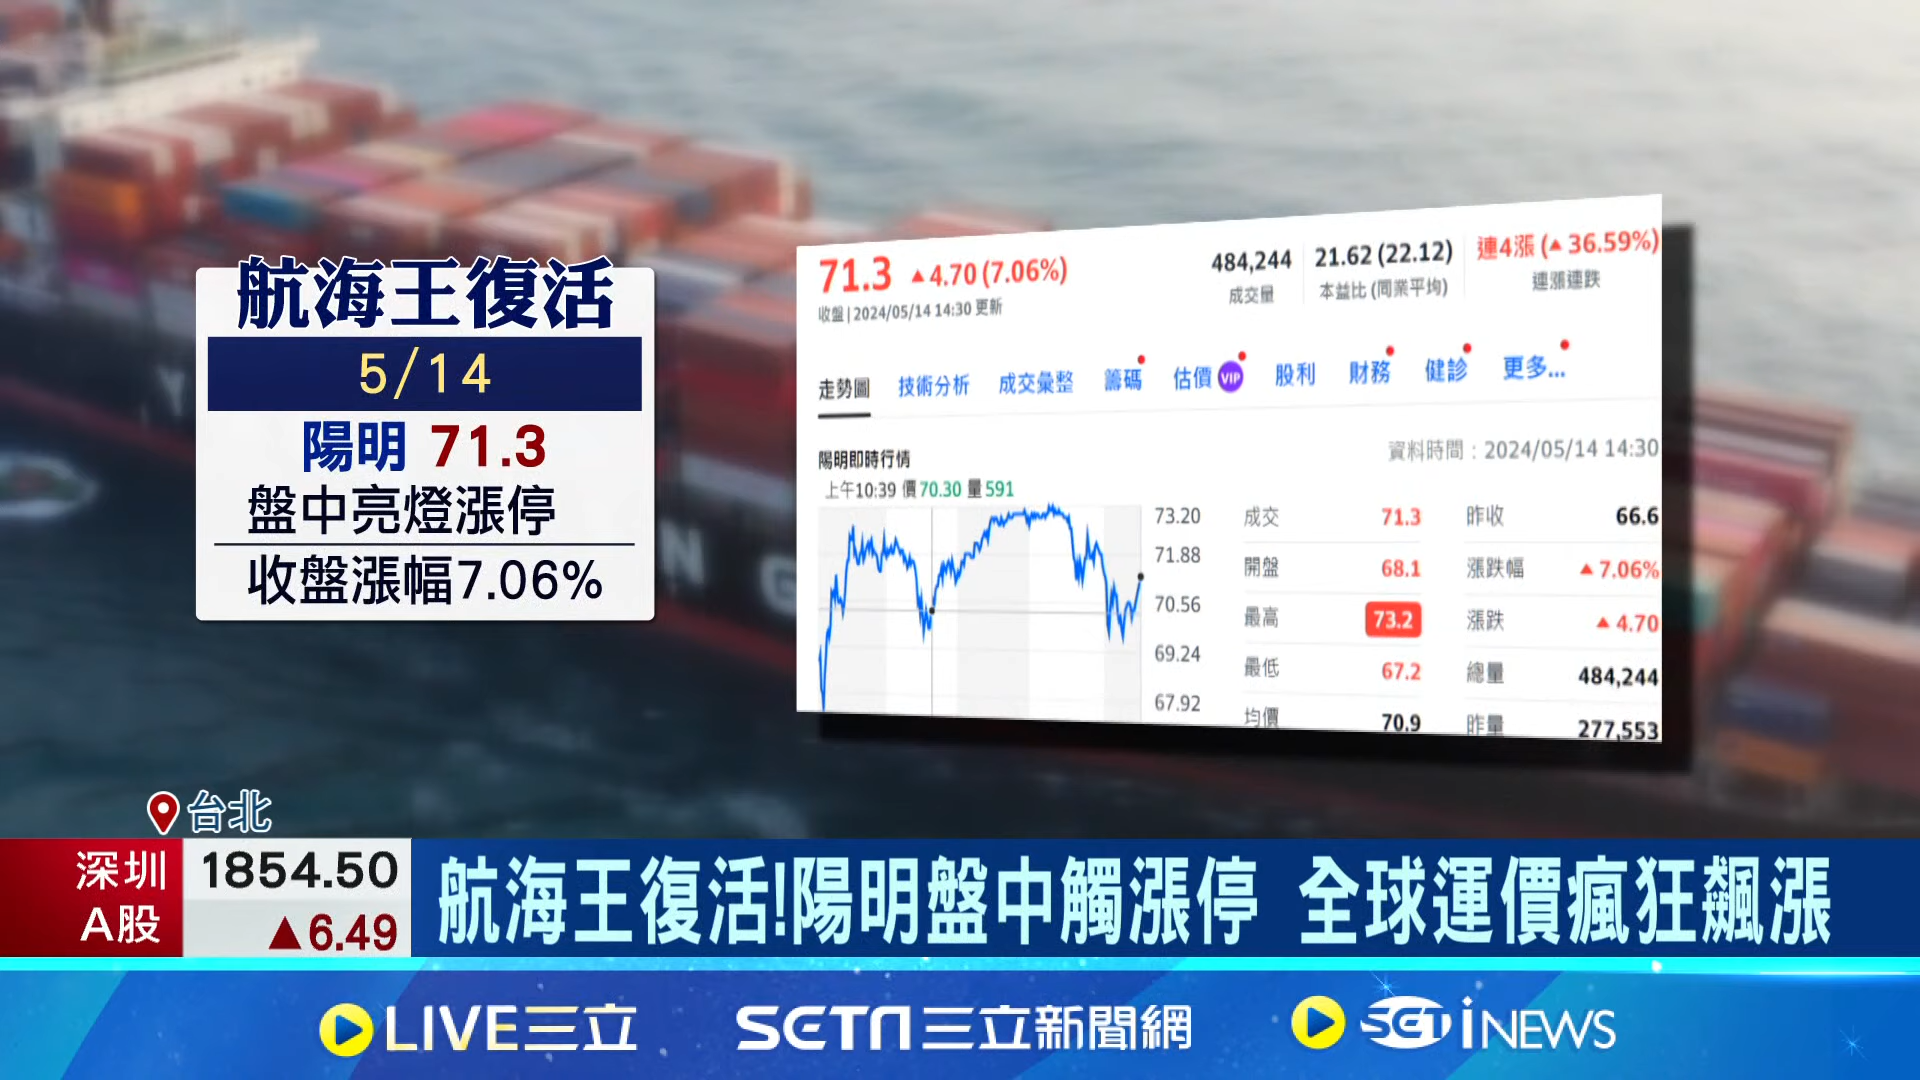 航海王復活
5/14
陽明 71.3
盤中亮燈漲停
收盤漲幅7.06%
71.3 ▲4.70 (7.06%)
收盤 | 2024/05/14 14:30 更新
484,244
成交量
21.62 (22.12)
本益比 (同業平均)
連4漲 (▲36.59%)
連漲連跌
走勢圖 技術分析 成交彙整 籌碼 估價 VIP 股利 財務 健診 更多...
陽明即時行情
資料時間：2024/05/14 14:30
上午10:39 價 70.30 量 591
73.20
71.88
70.56
69.24
67.92
成交 71.3 昨收 66.6
開盤 68.1 漲跌幅 ▲7.06%
最高 73.2 漲跌 ▲4.70
最低 67.2 總量 484,244
均價 70.9 昨量 277,553
N G
台北
深圳
A股
1854.50
▲6.49
航海王復活!陽明盤中觸漲停 全球運價瘋狂飆漲
LIVE三立
SETN三立新聞網
SET iNEWS